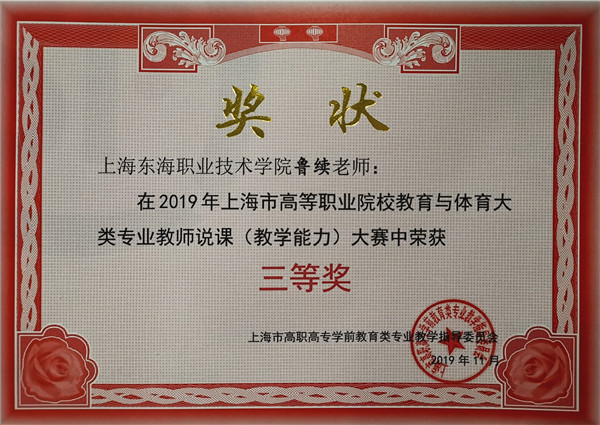 奖状
上海东海职业技术学院鲁续老师：
在2019年上海市高等职业院校教育与体育大
类专业教师说课（教学能力）大赛中荣获
三等奖
上海市高职高专学前教育类专业教学指导委员会
2019年11月